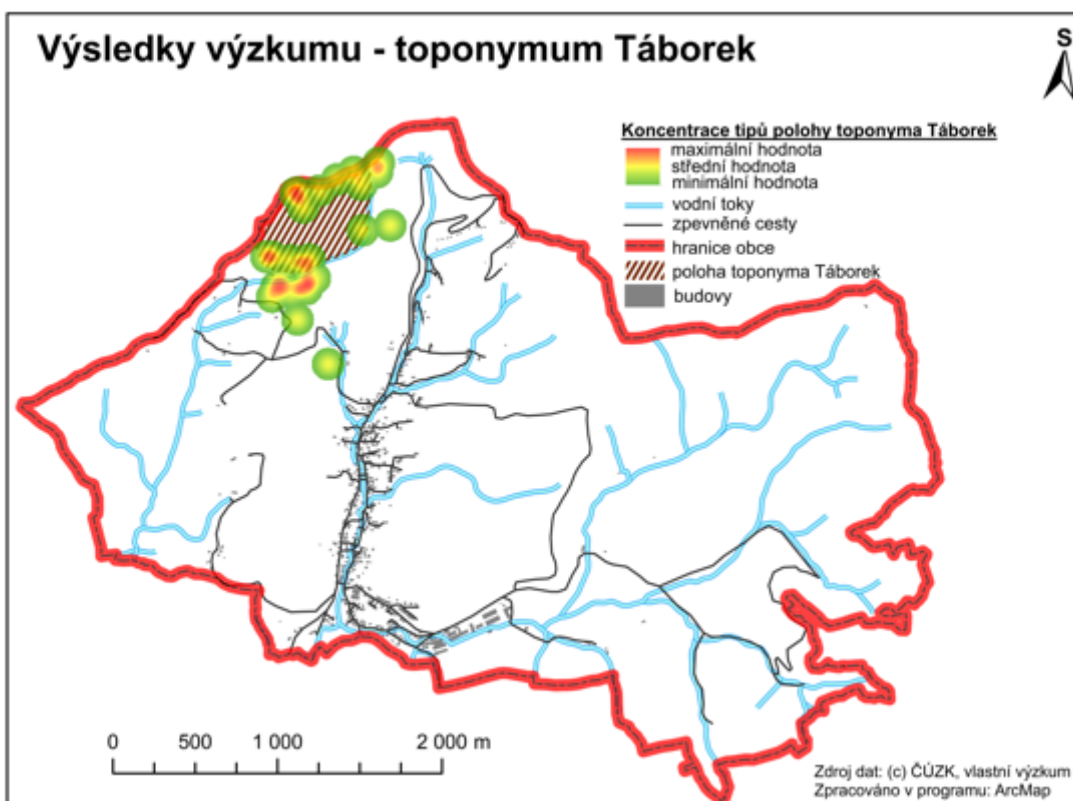 Výsledky výzkumu - toponymum Táborek
S
Koncentrace tipů polohy toponyma Táborek
maximální hodnota
střední hodnota
minimální hodnota
vodní toky
zpevněné cesty
hranice obce
poloha toponyma Táborek
budovy
0 500 1 000 2 000 m
Zdroj dat: (c) ČÚZK, vlastní výzkum
Zpracováno v programu: ArcMap